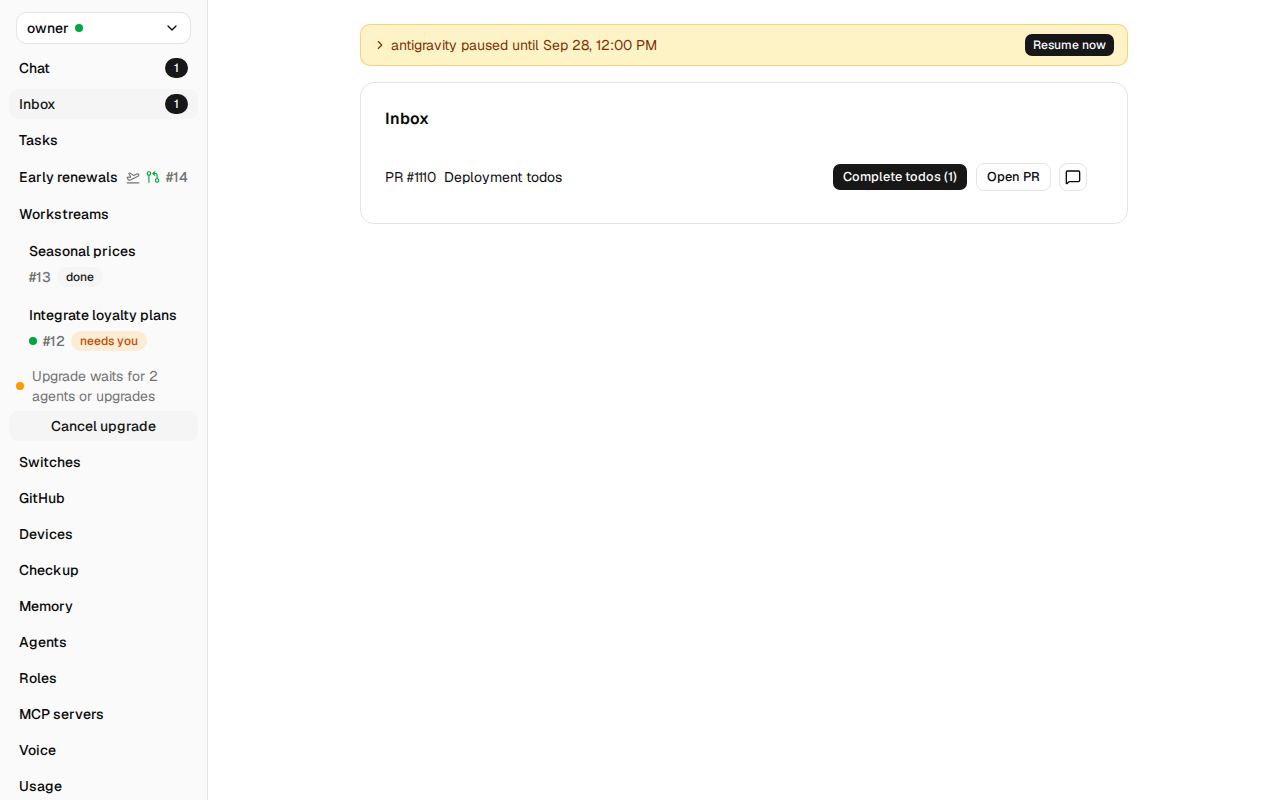 owner
Chat 1
Inbox 1
Tasks
Early renewals #14
Workstreams
Seasonal prices
#13 done
Integrate loyalty plans
#12 needs you
Upgrade waits for 2
agents or upgrades
Cancel upgrade
Switches
GitHub
Devices
Checkup
Memory
Agents
Roles
MCP servers
Voice
Usage
antigravity paused until Sep 28, 12:00 PM Resume now
Inbox
PR #1110 Deployment todos Complete todos (1) Open PR